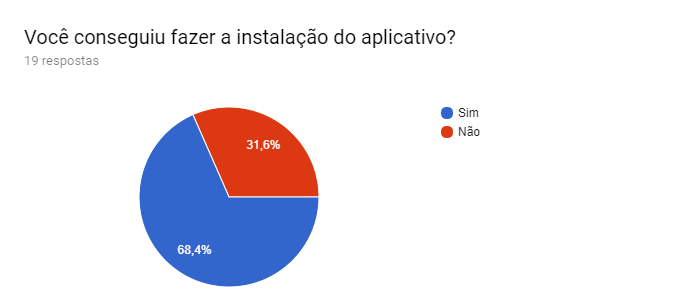 Você conseguiu fazer a instalação do aplicativo?
19 respostas
Sim
Não
31,6%
68,4%